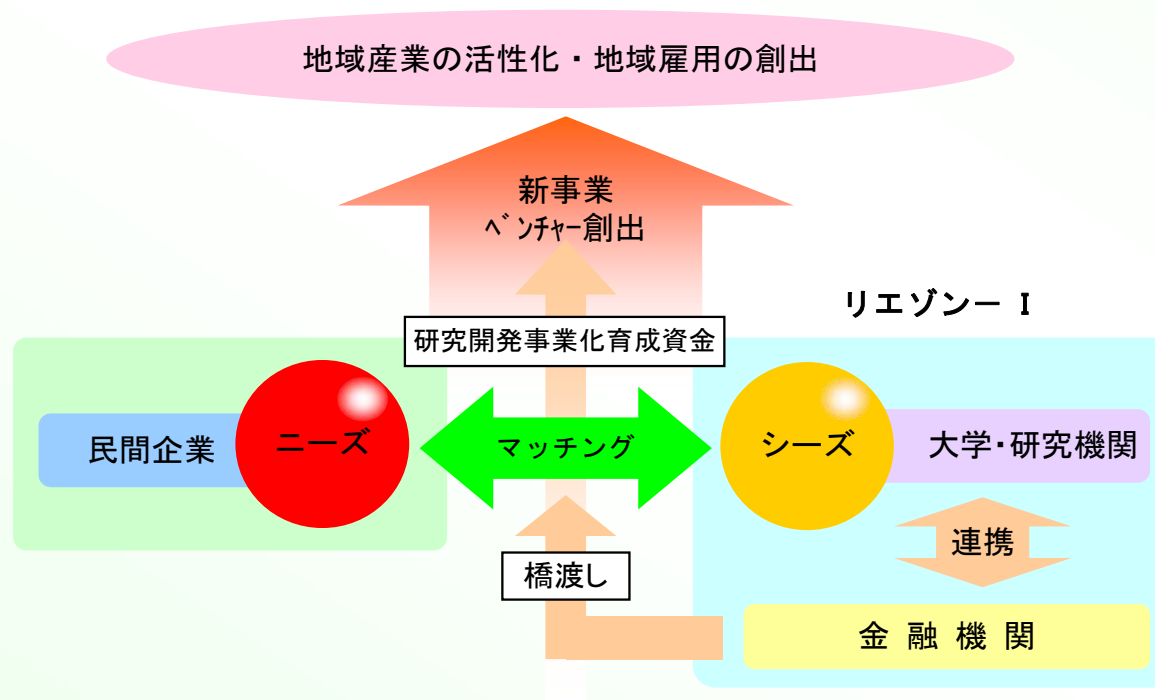 地域産業の活性化・地域雇用の創出
新事業
ﾍﾞﾝﾁｬｰ創出
リエゾンー I
研究開発事業化育成資金
民間企業
ニーズ
マッチング
シーズ
大学・研究機関
連携
橋渡し
金 融 機 関